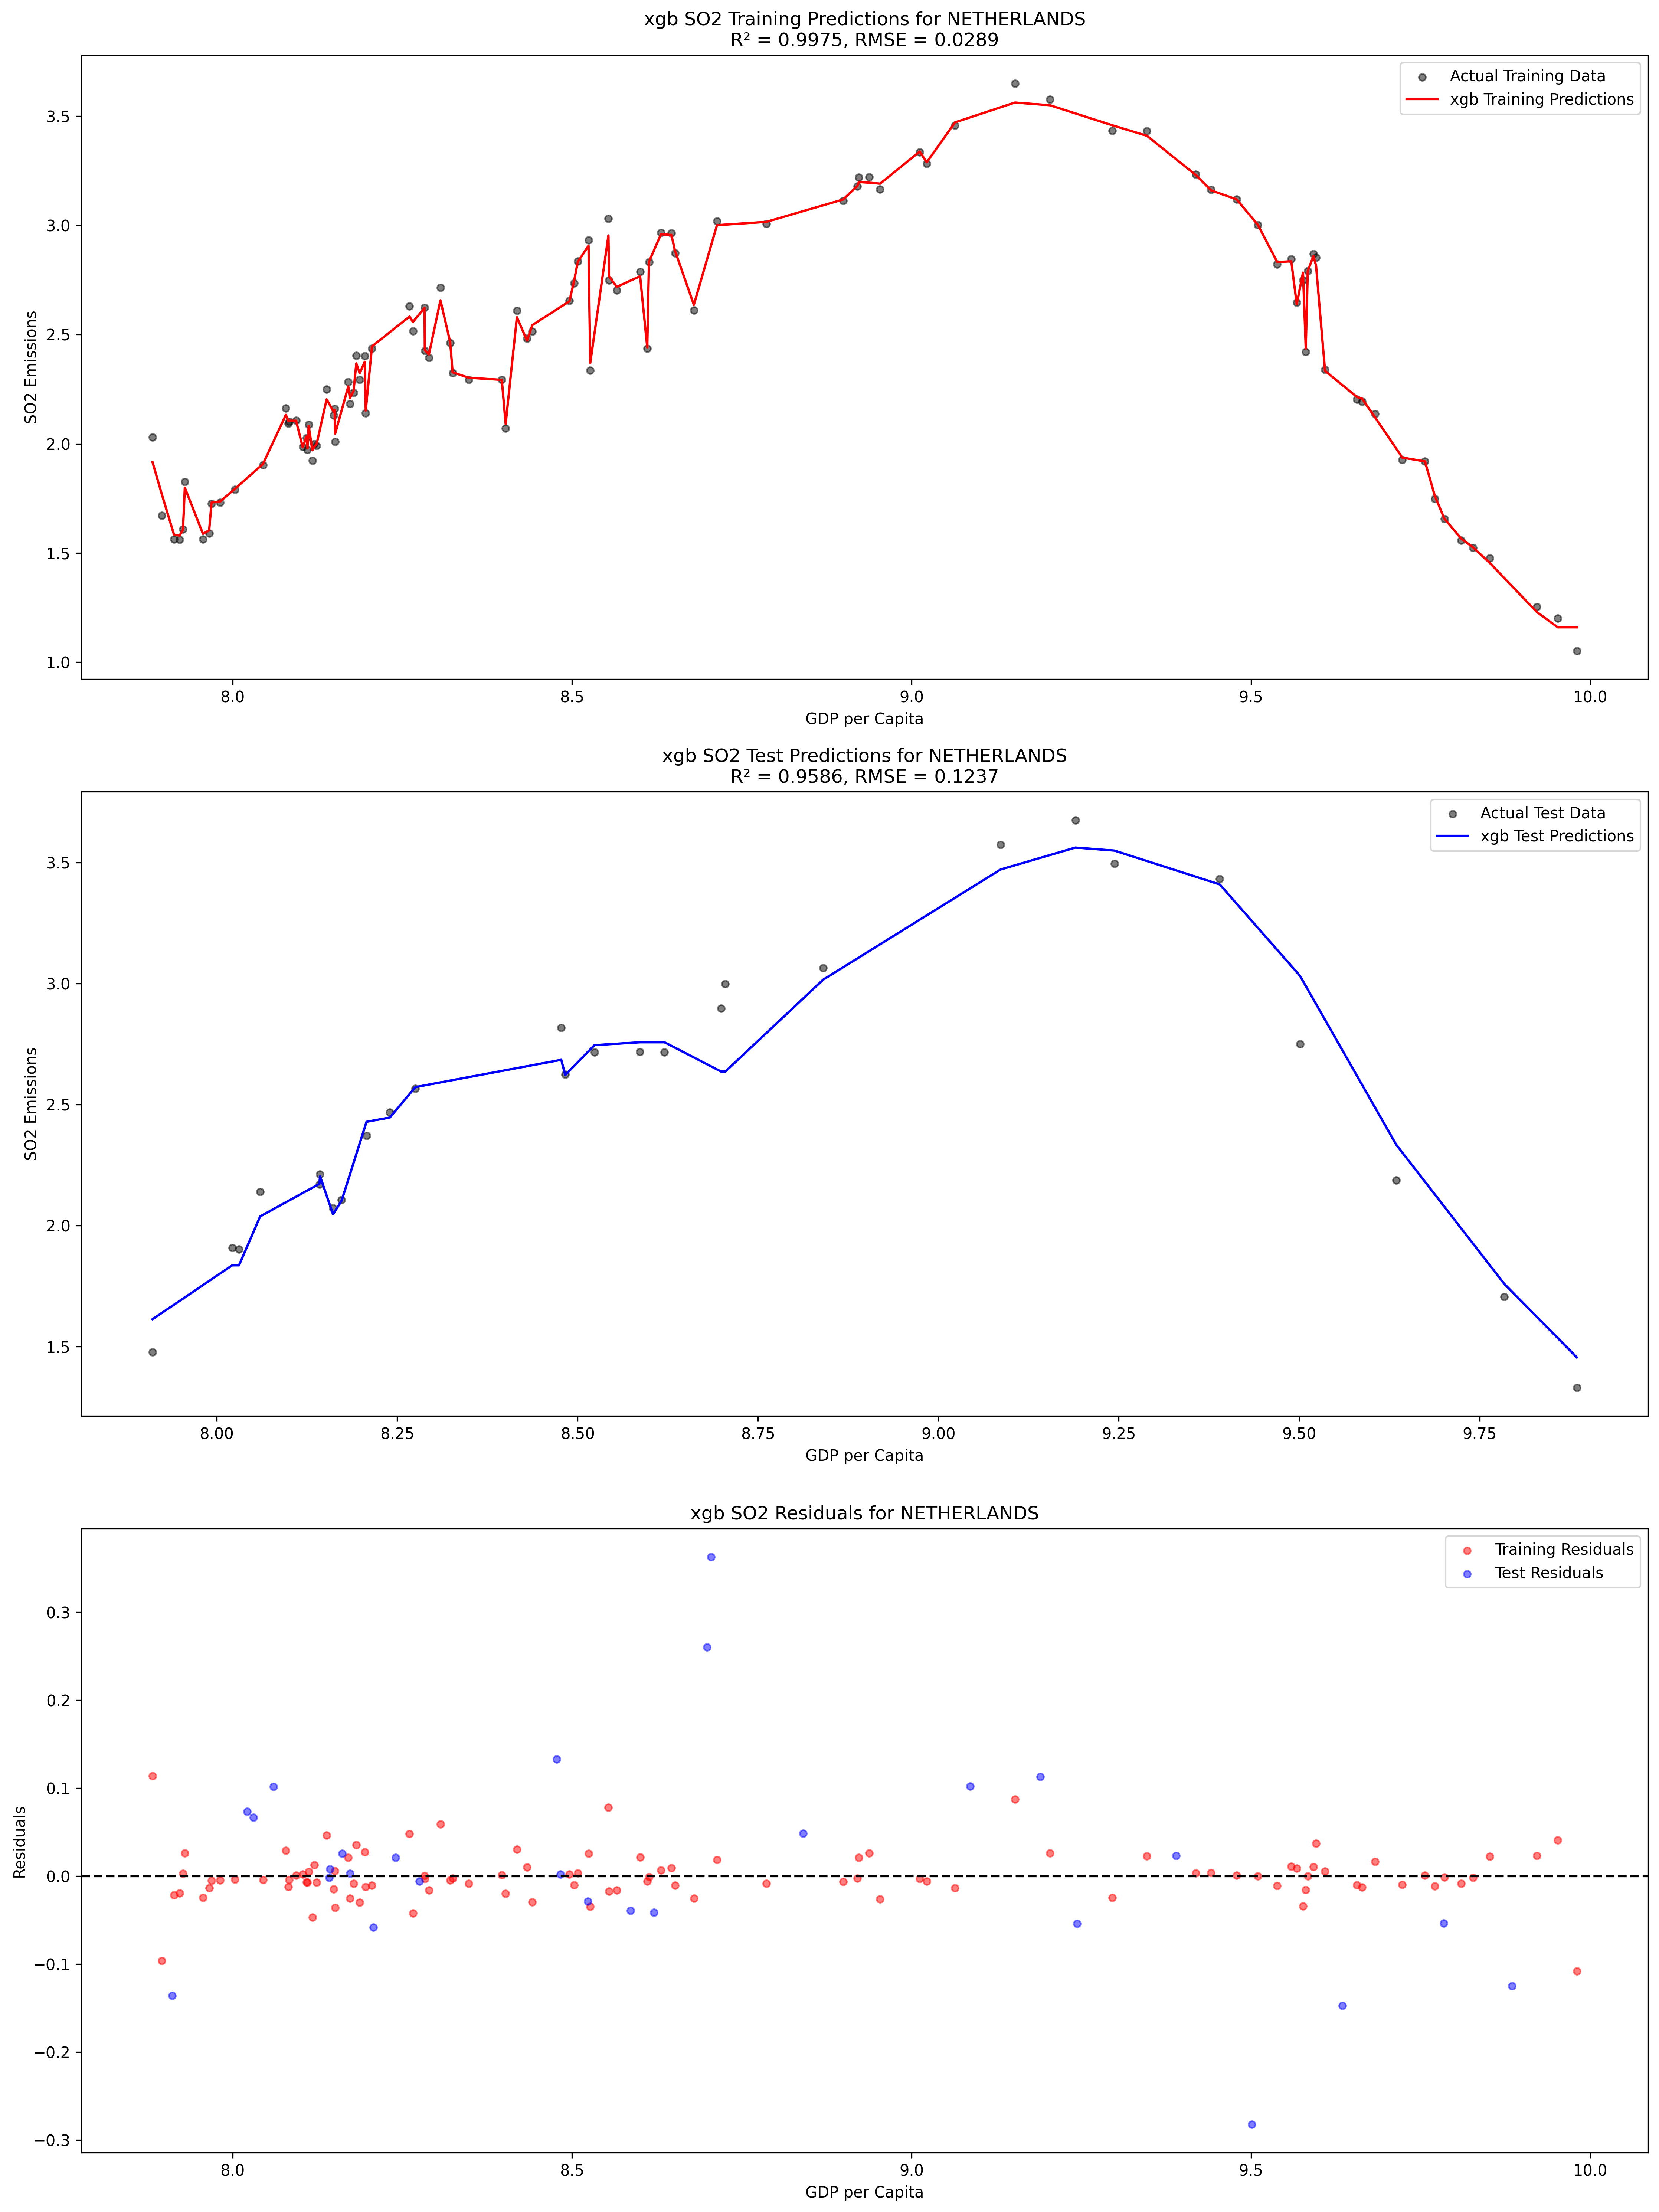 xgb SO2 Training Predictions for NETHERLANDS
R² = 0.9975, RMSE = 0.0289
Actual Training Data
xgb Training Predictions
SO2 Emissions
3.5
3.0
2.5
2.0
1.5
1.0
8.0 8.5 9.0 9.5 10.0
GDP per Capita
xgb SO2 Test Predictions for NETHERLANDS
R² = 0.9586, RMSE = 0.1237
Actual Test Data
xgb Test Predictions
SO2 Emissions
3.5
3.0
2.5
2.0
1.5
8.00 8.25 8.50 8.75 9.00 9.25 9.50 9.75
GDP per Capita
xgb SO2 Residuals for NETHERLANDS
Training Residuals
Test Residuals
Residuals
0.3
0.2
0.1
0.0
−0.1
−0.2
−0.3
8.0 8.5 9.0 9.5 10.0
GDP per Capita